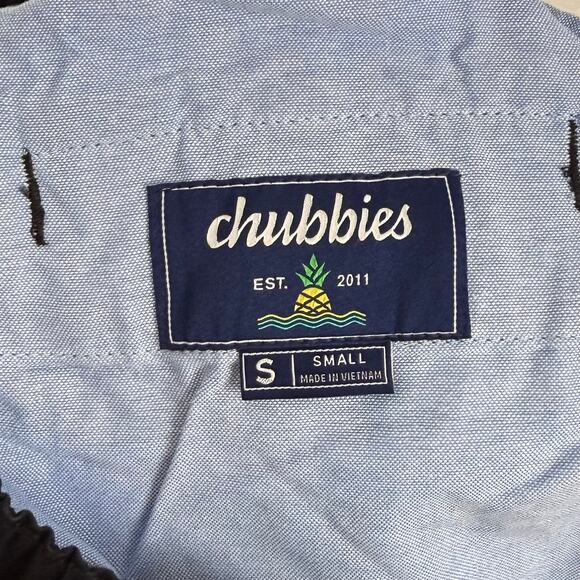 chubbies
EST. 2011
S SMALL
MADE IN VIETNAM